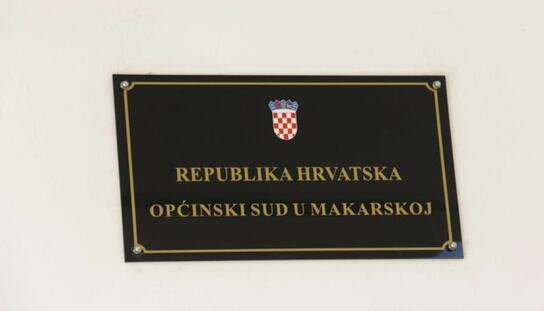 REPUBLIKA HRVATSKA
OPĆINSKI SUD U MAKARSKOJ